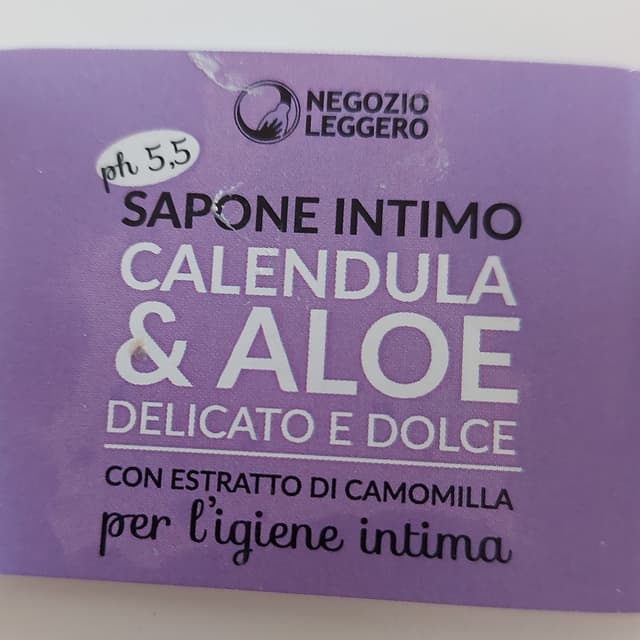 NEGOZIO
LEGGERO
ph 5,5
SAPONE INTIMO
CALENDULA
& ALOE
DELICATO E DOLCE
CON ESTRATTO DI CAMOMILLA
per l'igiene intima